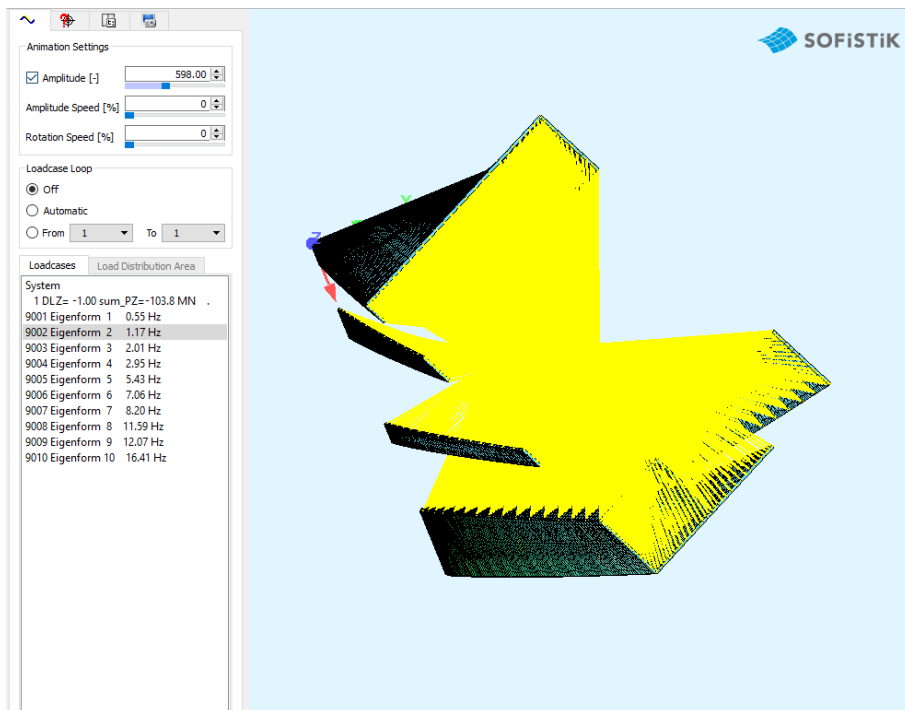 SOFiSTiK
Animation Settings
Amplitude [-] 598.00
Amplitude Speed [%] 0
Rotation Speed [%] 0
Loadcase Loop
Off
Automatic
From 1 To 1
Loadcases Load Distribution Area
System
1 DLZ= -1.00 sum_PZ=-103.8 MN .
9001 Eigenform 1 0.55 Hz
9002 Eigenform 2 1.17 Hz
9003 Eigenform 3 2.01 Hz
9004 Eigenform 4 2.95 Hz
9005 Eigenform 5 5.43 Hz
9006 Eigenform 6 7.06 Hz
9007 Eigenform 7 8.20 Hz
9008 Eigenform 8 11.59 Hz
9009 Eigenform 9 12.07 Hz
9010 Eigenform 10 16.41 Hz
Z